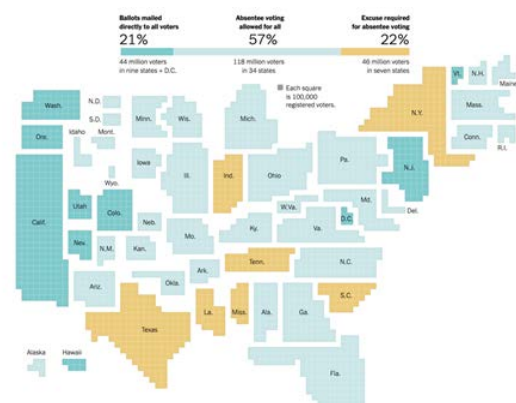 Ballots mailed
directly to all voters
21%
44 million voters
in nine states + D.C.
Absentee voting
allowed for all
57%
118 million voters
in 34 states
Excuse required
for absentee voting
22%
46 million voters
in seven states
Each square
is 100,000
registered voters.
Wash.
N.D.
S.D.
Minn.
Wis.
Mich.
N.Y.
Vt.
N.H.
Maine
Mass.
Conn.
R.I.
Ore.
Idaho
Mont.
Wyo.
Iowa
Ill.
Ind.
Ohio
Pa.
N.J.
Calif.
Utah
Colo.
Neb.
Nev.
N.M.
Kan.
Mo.
Ky.
W.Va.
Va.
D.C.
Md.
Del.
Ariz.
Okla.
Ark.
Tenn.
N.C.
S.C.
Texas
La.
Miss.
Ala.
Ga.
Fla.
Alaska
Hawaii